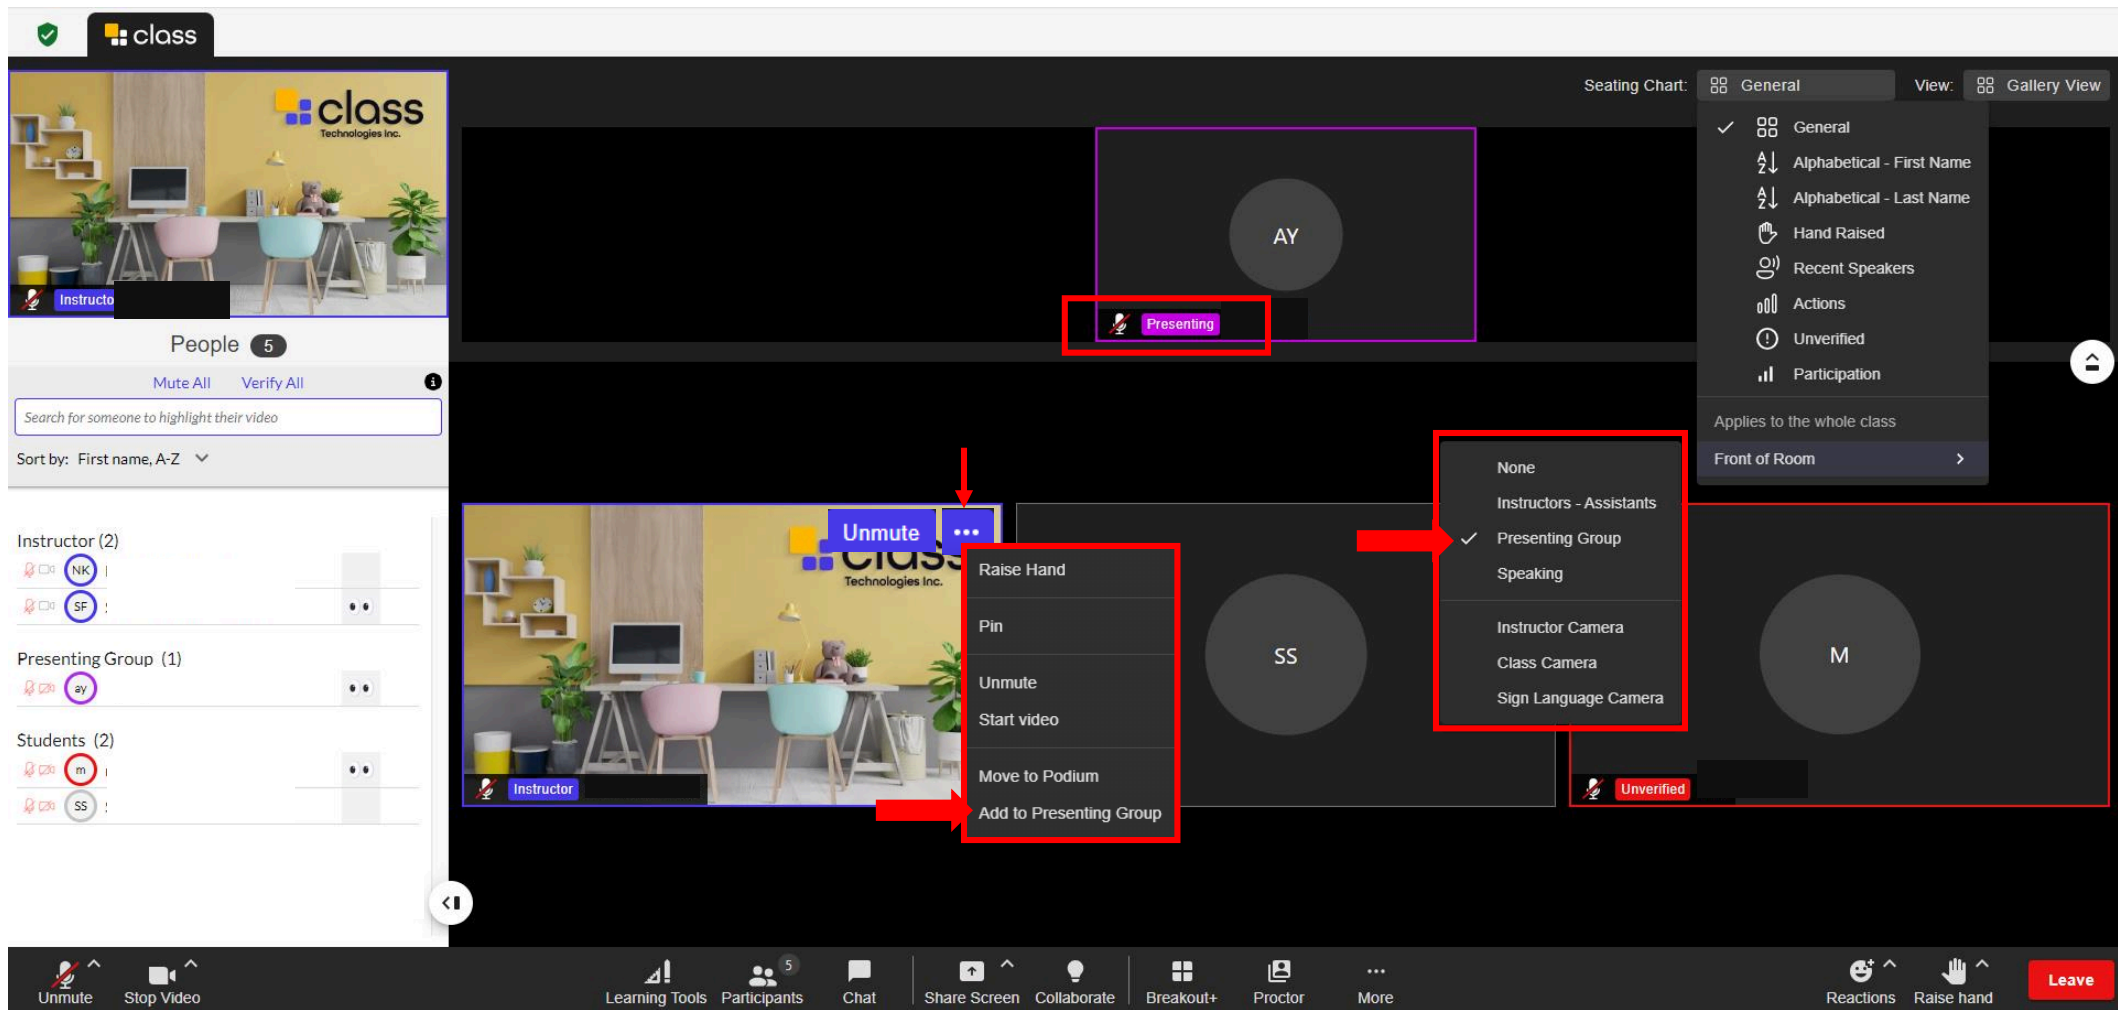 class
class
Technologies Inc.
Instructo
People 5
Mute All Verify All
Search for someone to highlight their video
Sort by: First name, A-Z
Instructor (2)
NK
SF
Presenting Group (1)
ay
Students (2)
m
SS
Seating Chart: General View: Gallery View
General
Alphabetical - First Name
Alphabetical - Last Name
Hand Raised
Recent Speakers
Actions
Unverified
Participation
Applies to the whole class
Front of Room
AY
Presenting
None
Instructors - Assistants
Presenting Group
Speaking
Instructor Camera
Class Camera
Sign Language Camera
Unmute
class
Technologies Inc.
Raise Hand
Pin
Unmute
Start video
Move to Podium
Add to Presenting Group
Instructor
SS
M
Unverified
Unmute Stop Video Learning Tools Participants 5 Chat Share Screen Collaborate Breakout+ Proctor More Reactions Raise hand Leave